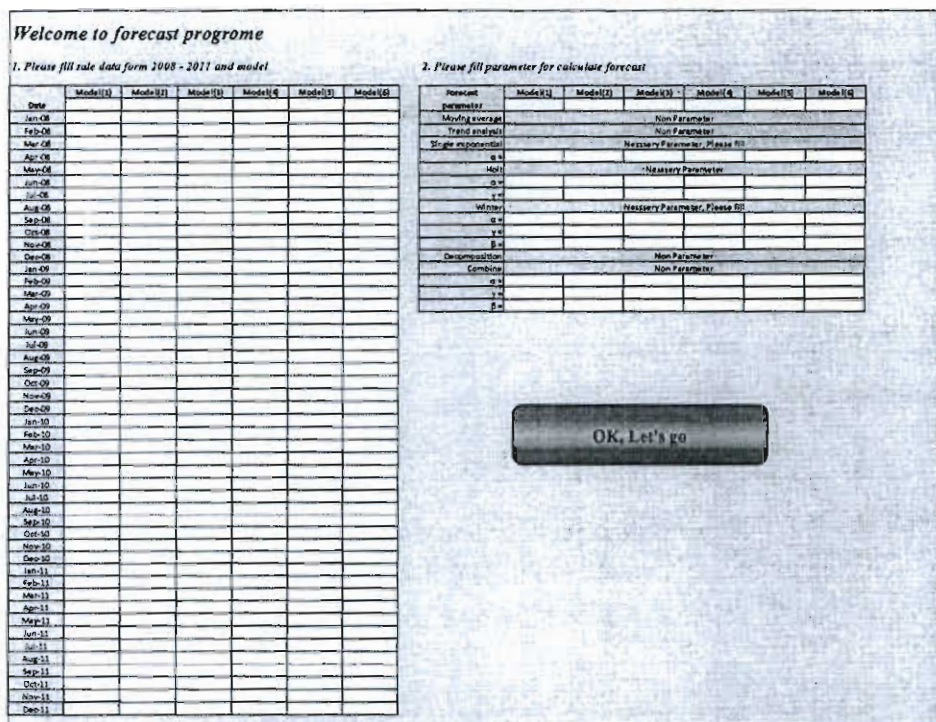 Welcome to forecast progrome
1. Please fill sale data form 2008 - 2011 and model
Model(1) Model(2) Model(3) Model(4) Model(5) Model(6)
Date
Jan-08
Feb-08
Mar-08
Apr-08
May-08
Jun-08
Jul-08
Aug-08
Sep-08
Oct-08
Nov-08
Dec-08
Jan-09
Feb-09
Mar-09
Apr-09
May-09
Jun-09
Jul-09
Aug-09
Sep-09
Oct-09
Nov-09
Dec-09
Jan-10
Feb-10
Mar-10
Apr-10
May-10
Jun-10
Jul-10
Aug-10
Sep-10
Oct-10
Nov-10
Dec-10
Jan-11
Feb-11
Mar-11
Apr-11
May-11
Jun-11
Jul-11
Aug-11
Sep-11
Oct-11
Nov-11
Dec-11
2. Please fill parameter for calculate forecast
Forecast Model(1) Model(2) Model(3) Model(4) Model(5) Model(6)
parameter
Moving average Non Parameter
Trend analysis Non Parameter
Single exponential Nesssery Parameter, Please fill
α =
Holt Nesssery Parameter
α =
γ =
Winter Nesssery Parameter, Please fill
α =
γ =
β =
Decomposition Non Parameter
Combine Non Parameter
α =
γ =
β =
OK, Let's go